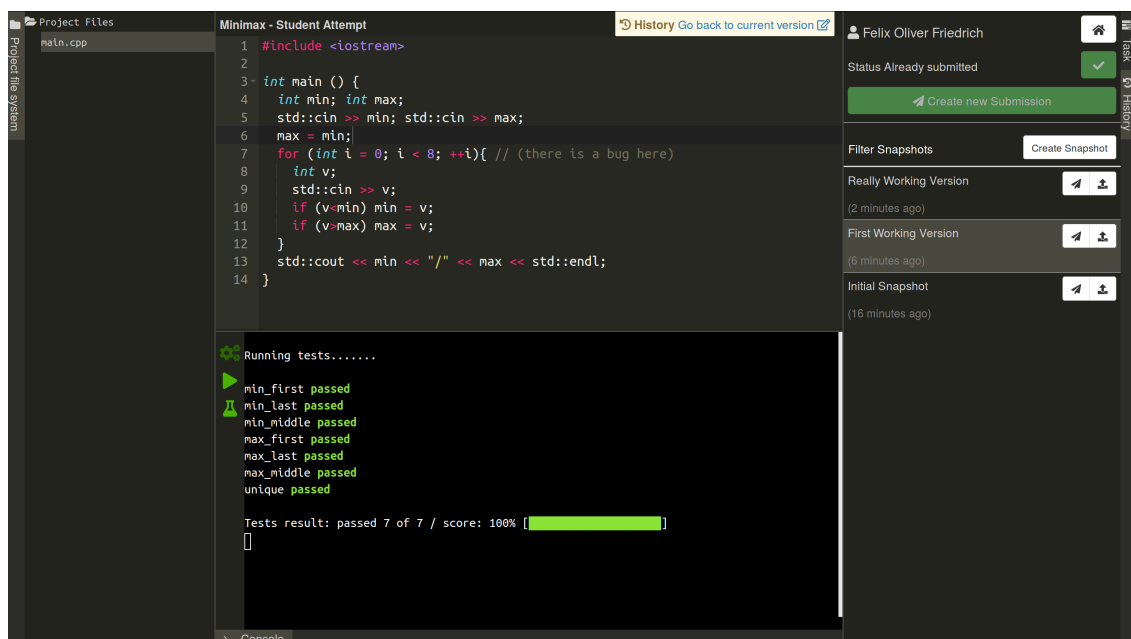 Project Files
main.cpp
Project file system
Minimax - Student Attempt
History Go back to current version
1 #include <iostream>
2
3 int main () {
4 int min; int max;
5 std::cin >> min; std::cin >> max;
6 max = min;
7 for (int i = 0; i < 8; ++i){ // (there is a bug here)
8 int v;
9 std::cin >> v;
10 if (v<min) min = v;
11 if (v>max) max = v;
12 }
13 std::cout << min << "/" << max << std::endl;
14 }
Running tests.......
min_first passed
min_last passed
min_middle passed
max_first passed
max_last passed
max_middle passed
unique passed
Tests result: passed 7 of 7 / score: 100% [ ]
Console
Felix Oliver Friedrich
Status Already submitted
Create new Submission
Filter Snapshots
Create Snapshot
Really Working Version
(2 minutes ago)
First Working Version
(6 minutes ago)
Initial Snapshot
(16 minutes ago)
Task
History